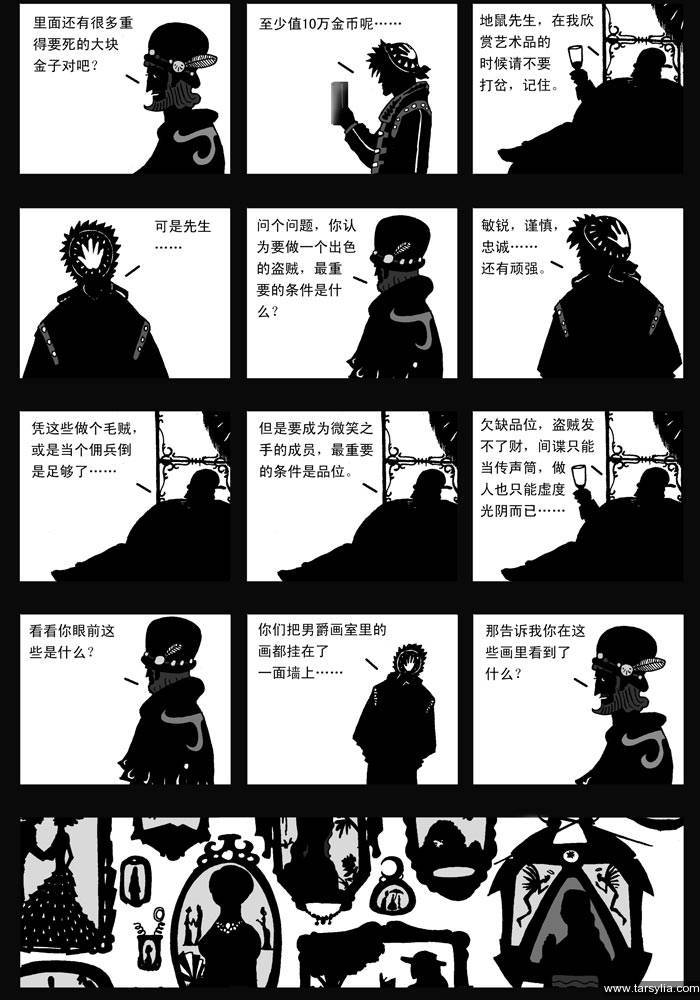 里面还有很多重
得要死的大块
金子对吧？
至少值10万金币呢……
地鼠先生，在我欣
赏艺术品的
时候请不要
打岔，记住。
可是先生
……
问个问题，你认
为要做一个出色
的盗贼，最重
要的条件是什
么？
敏锐，谨慎，
忠诚……
还有顽强。
凭这些做个毛贼，
或是当个佣兵倒
是足够了……
但是要成为微笑之
手的成员，最重要
的条件是品位。
欠缺品位，盗贼发
不了财，间谍只能
当传声筒，做
人也只能虚度
光阴而已……
看看你眼前这
些是什么？
你们把男爵画室里的
画都挂在了
一面墙上……
那告诉我你在这
些画里看到了
什么？
www.tarsylia.com